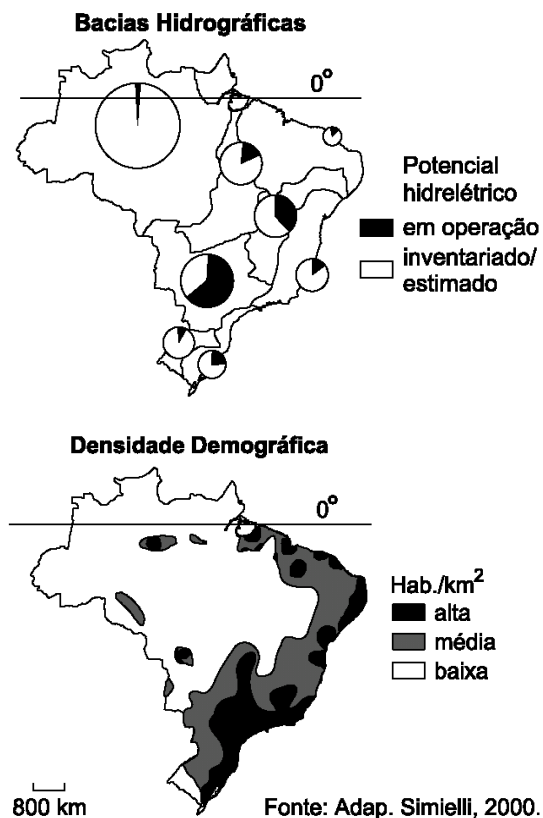 Bacias Hidrográficas
0°
Potencial
hidrelétrico
em operação
inventariado/
estimado
Densidade Demográfica
0°
Hab./km²
alta
média
baixa
800 km
Fonte: Adap. Simielli, 2000.